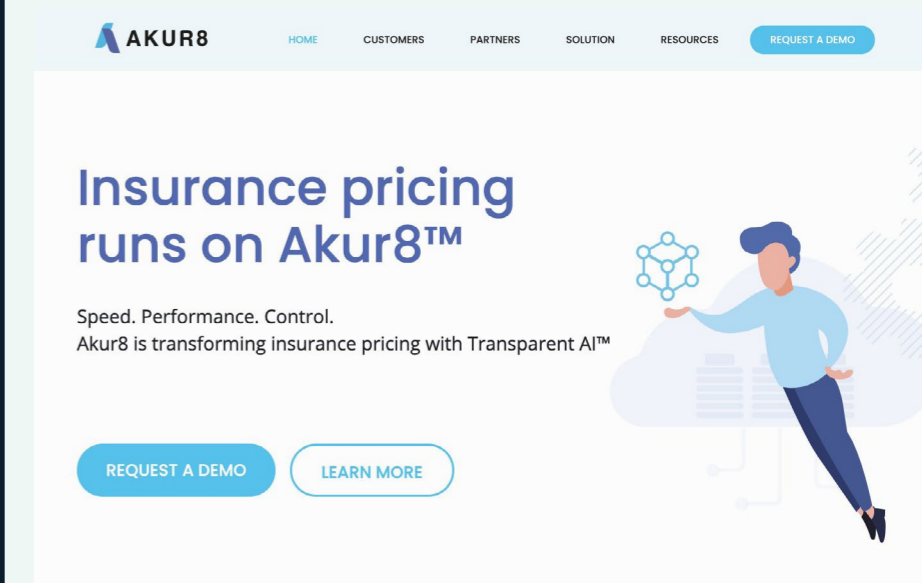 AKUR8
HOME
CUSTOMERS
PARTNERS
SOLUTION
RESOURCES
REQUEST A DEMO
Insurance pricing
runs on Akur8™
Speed. Performance. Control.
Akur8 is transforming insurance pricing with Transparent AI™
REQUEST A DEMO
LEARN MORE